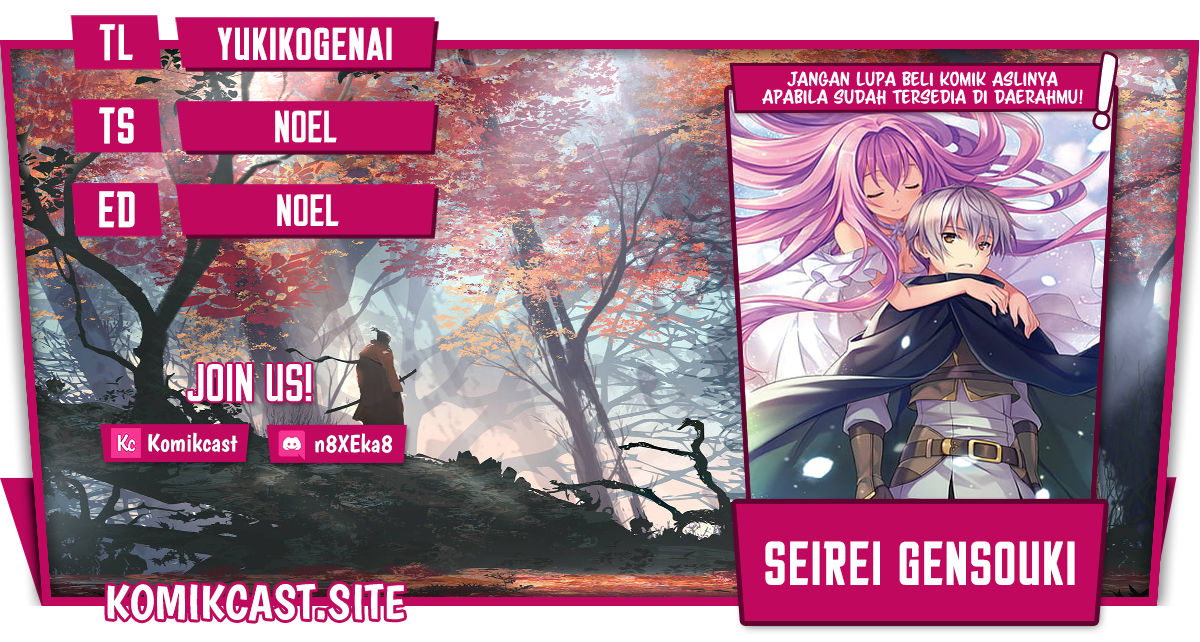 TL YUKIKOGENAI
TS NOEL
ED NOEL
JANGAN LUPA BELI KOMIK ASLINYA
APABILA SUDAH TERSEDIA DI DAERAHMU!
!
JOIN US!
Kc Komikcast n8XEka8
SEIREI GENSOUKI
KOMIKCAST.SITE